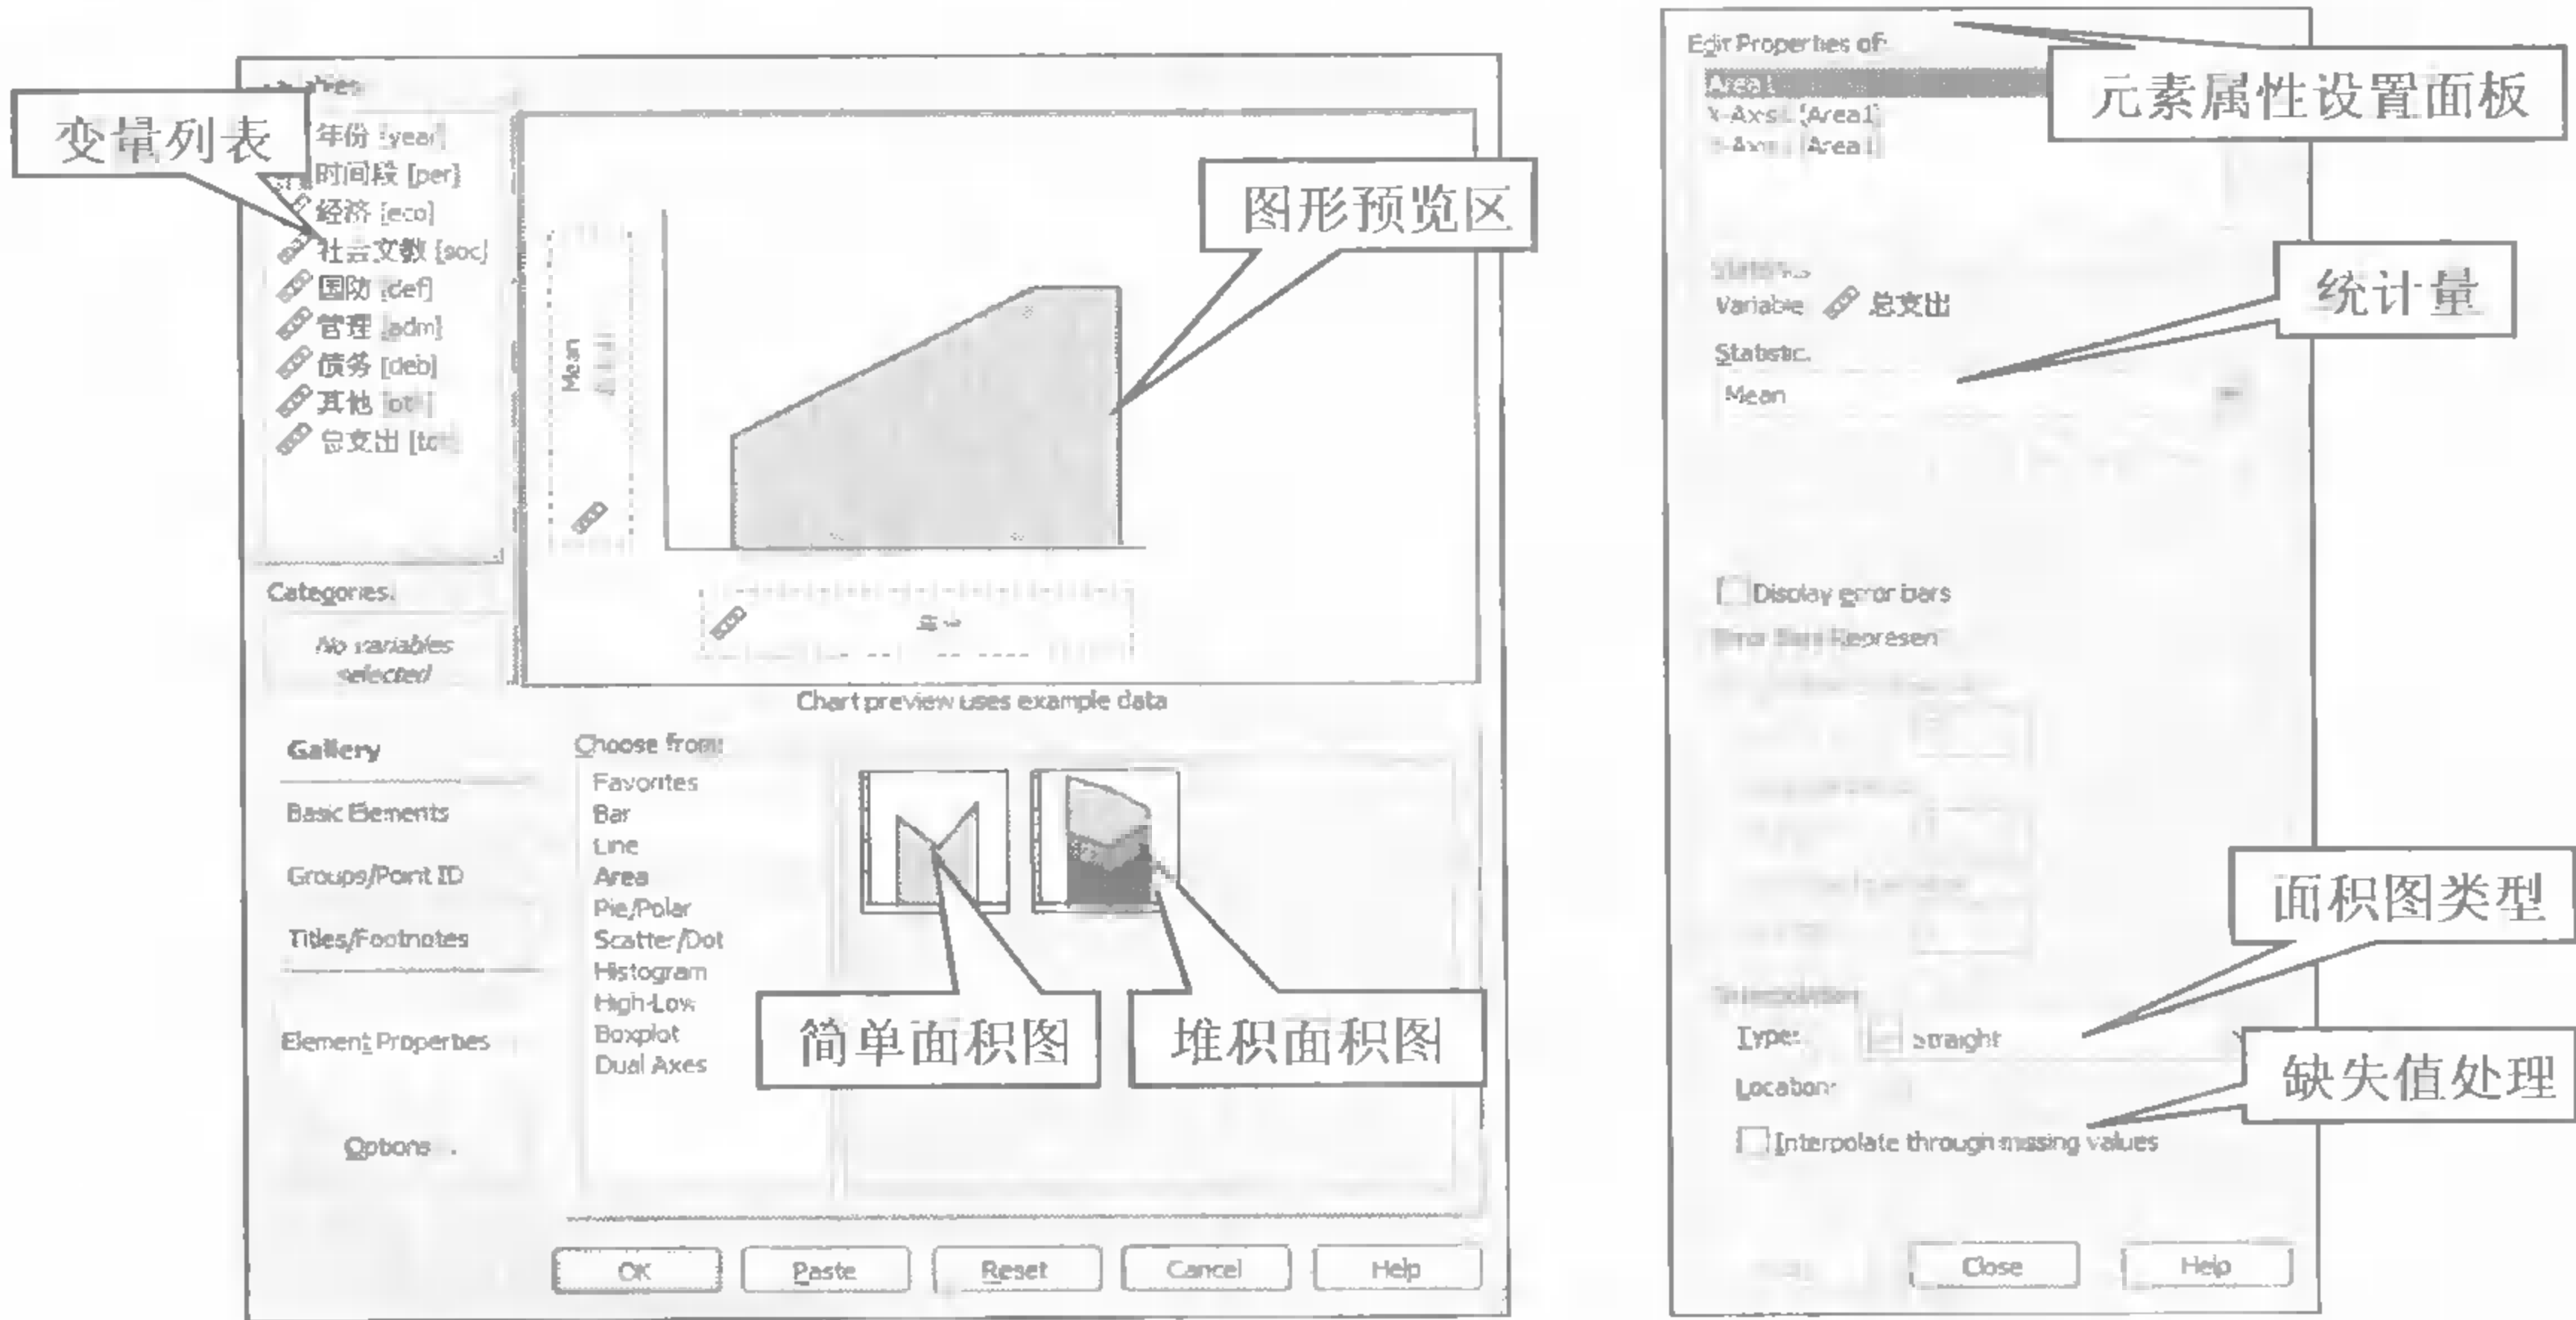 变量列表
年份 [year]
时间段 [per]
经济 [eco]
社会文教 [soc]
国防 [def]
管理 [adm]
债务 [deb]
其他
总支出
Mean
图形预览区
Categories:
No variables
selected
Chart preview uses example data
Gallery
Basic Elements
Groups/Point ID
Titles/Footnotes
Element Properties
Options
Choose from:
Favorites
Bar
Line
Area
Pie/Polar
Scatter/Dot
Histogram
High-Low
Boxplot
Dual Axes
简单面积图
堆积面积图
OK
Paste
Reset
Cancel
Help
Edit Properties of:
元素属性设置面板
Area1
X-Axis1 (Area1)
(Area1)
统计量
Variable 总支出
Statistic:
Mean
Display error bars
Error Bars Represent
面积图类型
Type: Straight
缺失值处理
Location:
Interpolate through missing values
Close
Help